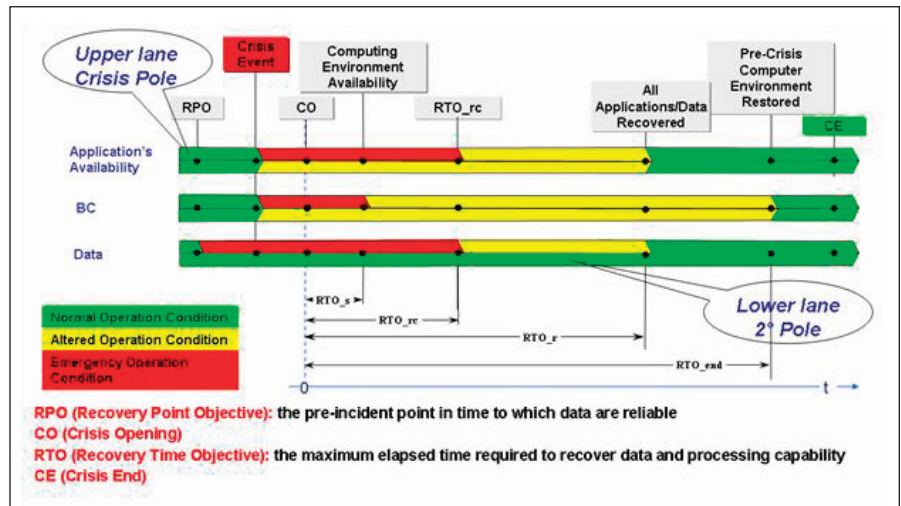 Upper lane
Crisis Pole
Crisis
Event
Computing
Environment
Availability
Pre-Crisis
Computer
Environment
Restored
RPO
CO
RTO_rc
All
Applications/Data
Recovered
CE
Application's
Availability
BC
Data
RTO_s
RTO_rc
RTO_r
RTO_end
Lower lane
2° Pole
Normal Operation Condition
Altered Operation Condition
Emergency Operation
Condition
0
t
RPO (Recovery Point Objective): the pre-incident point in time to which data are reliable
CO (Crisis Opening)
RTO (Recovery Time Objective): the maximum elapsed time required to recover data and processing capability
CE (Crisis End)